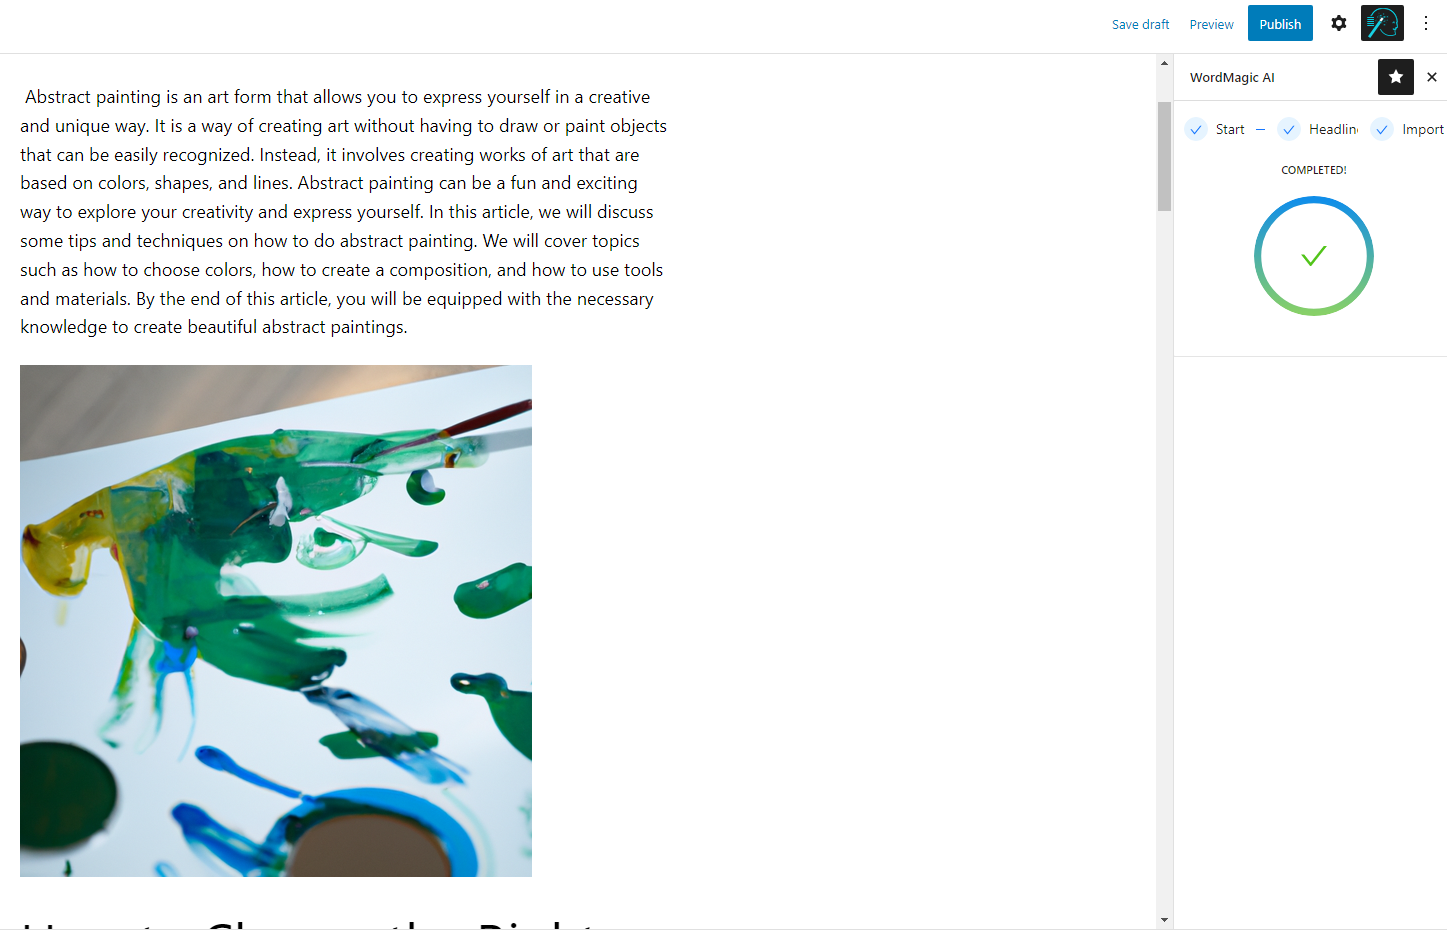 Save draft Preview Publish
WordMagic AI
Start Headlin Import
COMPLETED!
Abstract painting is an art form that allows you to express yourself in a creative
and unique way. It is a way of creating art without having to draw or paint objects
that can be easily recognized. Instead, it involves creating works of art that are
based on colors, shapes, and lines. Abstract painting can be a fun and exciting
way to explore your creativity and express yourself. In this article, we will discuss
some tips and techniques on how to do abstract painting. We will cover topics
such as how to choose colors, how to create a composition, and how to use tools
and materials. By the end of this article, you will be equipped with the necessary
knowledge to create beautiful abstract paintings.